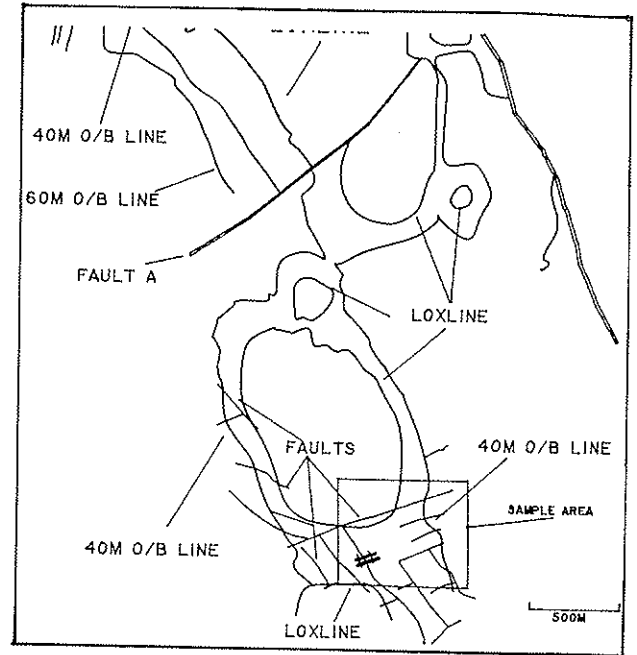 40M O/B LINE
60M O/B LINE
FAULT A
LOXLINE
FAULTS
40M O/B LINE
SAMPLE AREA
40M O/B LINE
500M
LOXLINE